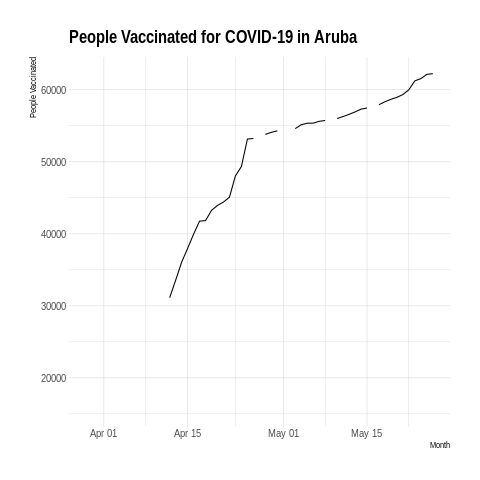 People Vaccinated for COVID-19 in Aruba
People Vaccinated
60000
50000
40000
30000
20000
Apr 01 Apr 15 May 01 May 15
Month